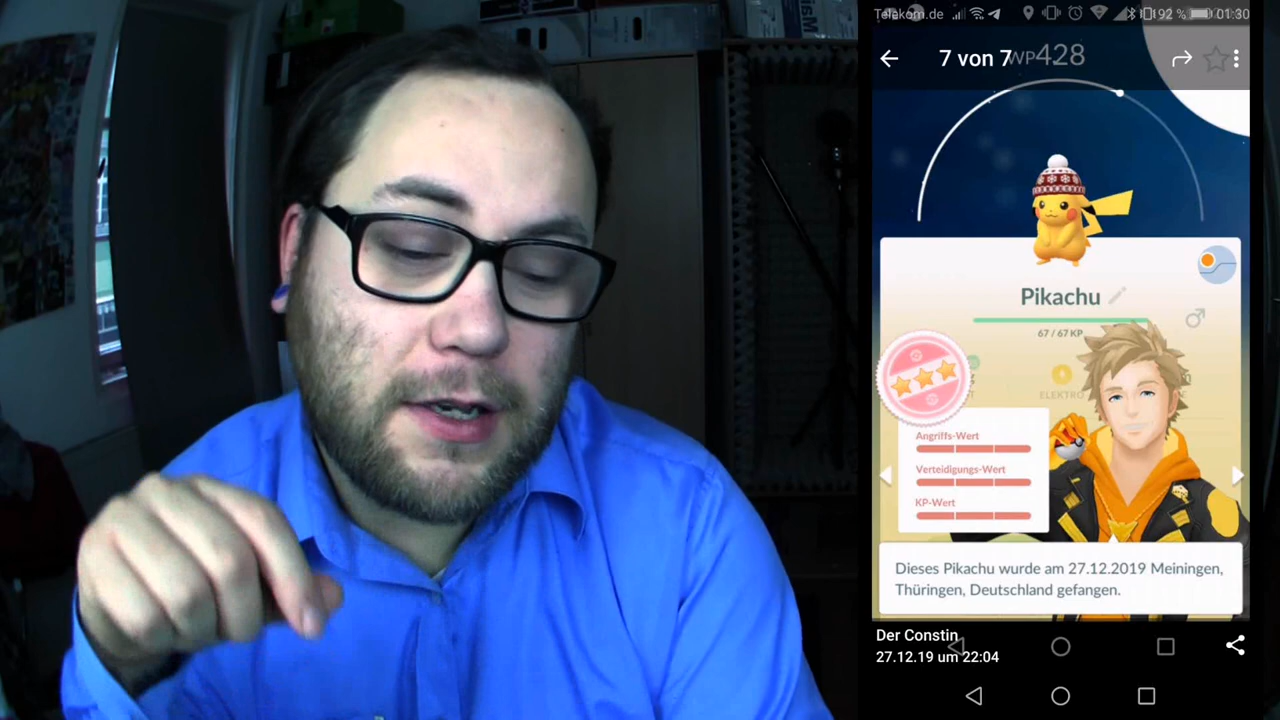 Telekom.de
192 % 01:30
7 von 7
WP428
Pikachu
67 / 67 KP
ELEKTRO
Angriffs-Wert
Verteidigungs-Wert
KP-Wert
Dieses Pikachu wurde am 27.12.2019 Meiningen,
Thüringen, Deutschland gefangen.
Der Constin
27.12.19 um 22:04